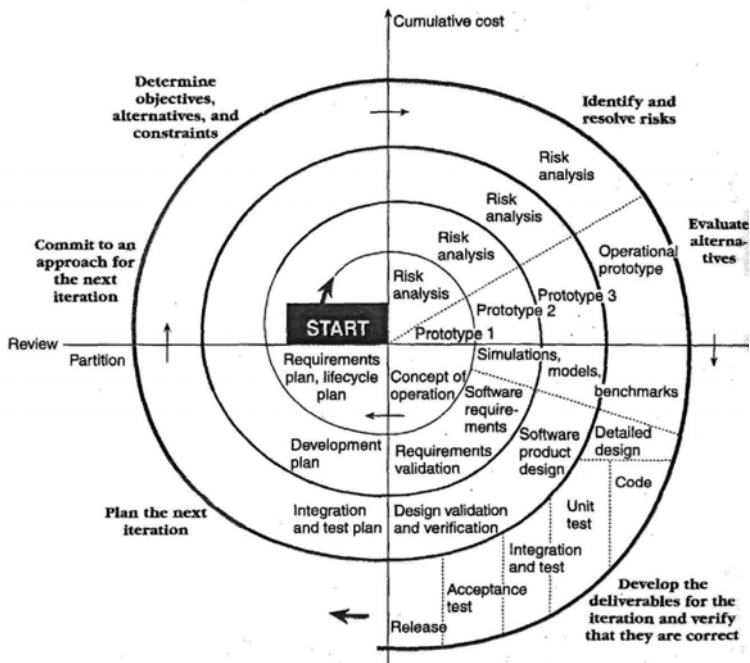 Cumulative cost
Determine
objectives,
alternatives, and
constraints
Identify and
resolve risks
Risk
analysis
Risk
analysis
Risk
analysis
Risk
analysis
Commit to an
approach for
the next
iteration
Evaluate
alterna-
tives
Operational
prototype
Prototype 3
Prototype 2
Prototype 1
START
Review
Partition
Requirements
plan, lifecycle
plan
Concept of
operation
Simulations,
models,
benchmarks
Software
require-
ments
Development
plan
Requirements
validation
Software
product
design
Detailed
design
Code
Plan the next
iteration
Integration
and test plan
Design validation
and verification
Unit
test
Integration
and test
Acceptance
test
Release
Develop the
deliverables for the
iteration and verify
that they are correct